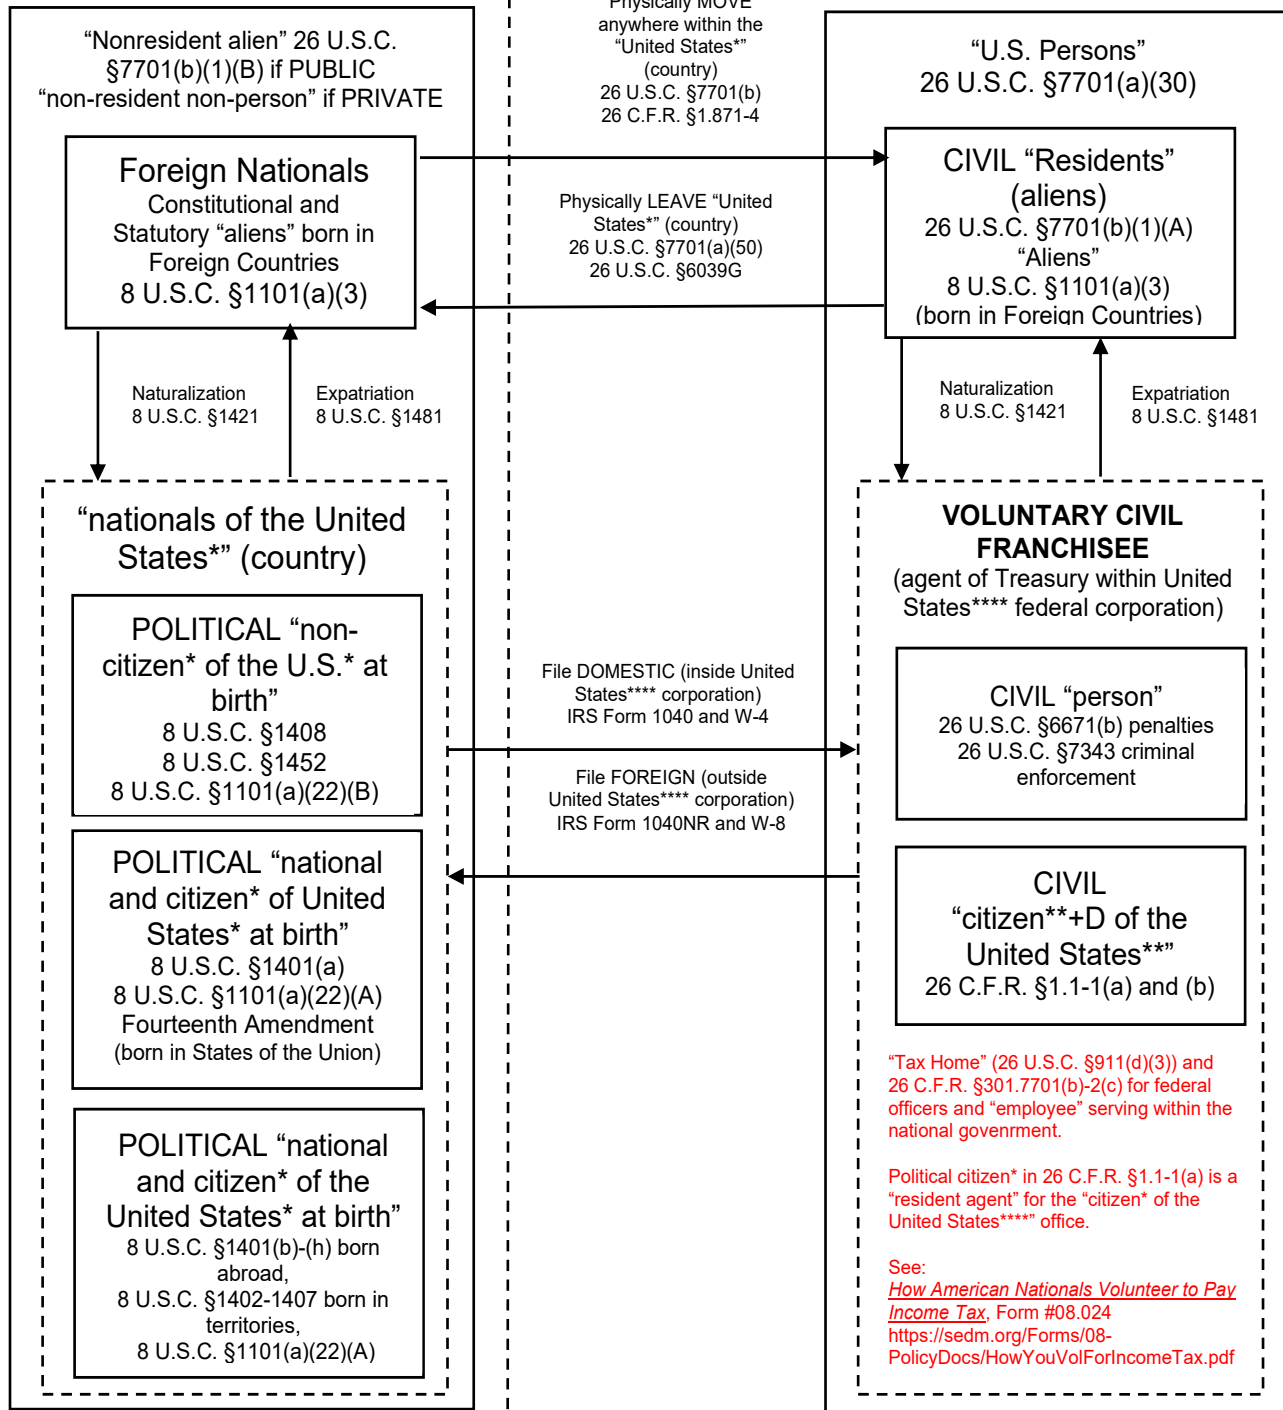 “Nonresident alien” 26 U.S.C.
§7701(b)(1)(B) if PUBLIC
“non-resident non-person” if PRIVATE
Physically MOVE
anywhere within the
“United States*”
(country)
26 U.S.C. §7701(b)
26 C.F.R. §1.871-4
“U.S. Persons”
26 U.S.C. §7701(a)(30)
Foreign Nationals
Constitutional and
Statutory “aliens” born in
Foreign Countries
8 U.S.C. §1101(a)(3)
Physically LEAVE “United
States*” (country)
26 U.S.C. §7701(a)(50)
26 U.S.C. §6039G
CIVIL “Residents”
(aliens)
26 U.S.C. §7701(b)(1)(A)
“Aliens”
8 U.S.C. §1101(a)(3)
(born in Foreign Countries)
Naturalization
8 U.S.C. §1421
Expatriation
8 U.S.C. §1481
Naturalization
8 U.S.C. §1421
Expatriation
8 U.S.C. §1481
“nationals of the United
States*” (country)
POLITICAL “non-
citizen* of the U.S.* at
birth”
8 U.S.C. §1408
8 U.S.C. §1452
8 U.S.C. §1101(a)(22)(B)
POLITICAL “national
and citizen* of United
States* at birth”
8 U.S.C. §1401(a)
8 U.S.C. §1101(a)(22)(A)
Fourteenth Amendment
(born in States of the Union)
POLITICAL “national
and citizen* of the
United States* at birth”
8 U.S.C. §1401(b)-(h) born
abroad,
8 U.S.C. §1402-1407 born in
territories,
8 U.S.C. §1101(a)(22)(A)
File DOMESTIC (inside United
States**** corporation)
IRS Form 1040 and W-4
File FOREIGN (outside
United States**** corporation)
IRS Form 1040NR and W-8
VOLUNTARY CIVIL
FRANCHISEE
(agent of Treasury within United
States**** federal corporation)
CIVIL “person”
26 U.S.C. §6671(b) penalties
26 U.S.C. §7343 criminal
enforcement
CIVIL
“citizen**+D of the
United States**”
26 C.F.R. §1.1-1(a) and (b)
“Tax Home” (26 U.S.C. §911(d)(3)) and
26 C.F.R. §301.7701(b)-2(c) for federal
officers and “employee” serving within the
national govenrment.
Political citizen* in 26 C.F.R. §1.1-1(a) is a
“resident agent” for the “citizen* of the
United States****” office.
See:
How American Nationals Volunteer to Pay
Income Tax, Form #08.024
https://sedm.org/Forms/08-
PolicyDocs/HowYouVolForIncomeTax.pdf